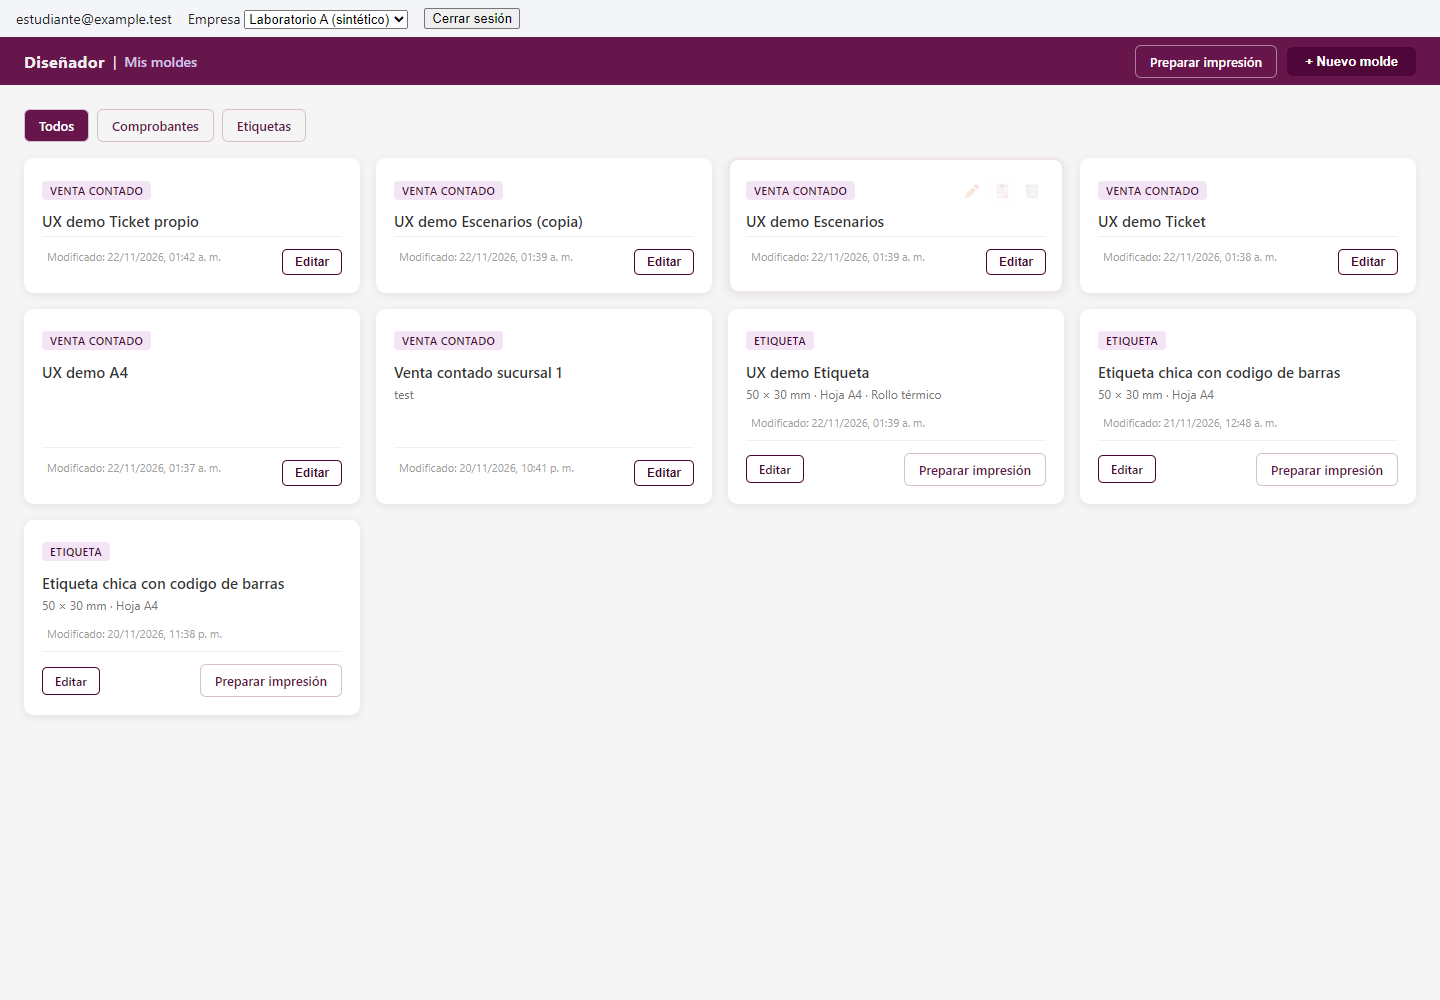 estudiante@example.test Empresa Laboratorio A (sintético) Cerrar sesión
Diseñador | Mis moldes Preparar impresión + Nuevo molde
Todos Comprobantes Etiquetas
VENTA CONTADO
UX demo Ticket propio
Modificado: 22/11/2026, 01:42 a. m. Editar
VENTA CONTADO
UX demo Escenarios (copia)
Modificado: 22/11/2026, 01:39 a. m. Editar
VENTA CONTADO
UX demo Escenarios
Modificado: 22/11/2026, 01:39 a. m. Editar
VENTA CONTADO
UX demo Ticket
Modificado: 22/11/2026, 01:38 a. m. Editar
VENTA CONTADO
UX demo A4
Modificado: 22/11/2026, 01:37 a. m. Editar
VENTA CONTADO
Venta contado sucursal 1
test
Modificado: 20/11/2026, 10:41 p. m. Editar
ETIQUETA
UX demo Etiqueta
50 × 30 mm · Hoja A4 · Rollo térmico
Modificado: 22/11/2026, 01:39 a. m.
Editar Preparar impresión
ETIQUETA
Etiqueta chica con codigo de barras
50 × 30 mm · Hoja A4
Modificado: 21/11/2026, 12:48 a. m.
Editar Preparar impresión
ETIQUETA
Etiqueta chica con codigo de barras
50 × 30 mm · Hoja A4
Modificado: 20/11/2026, 11:38 p. m.
Editar Preparar impresión